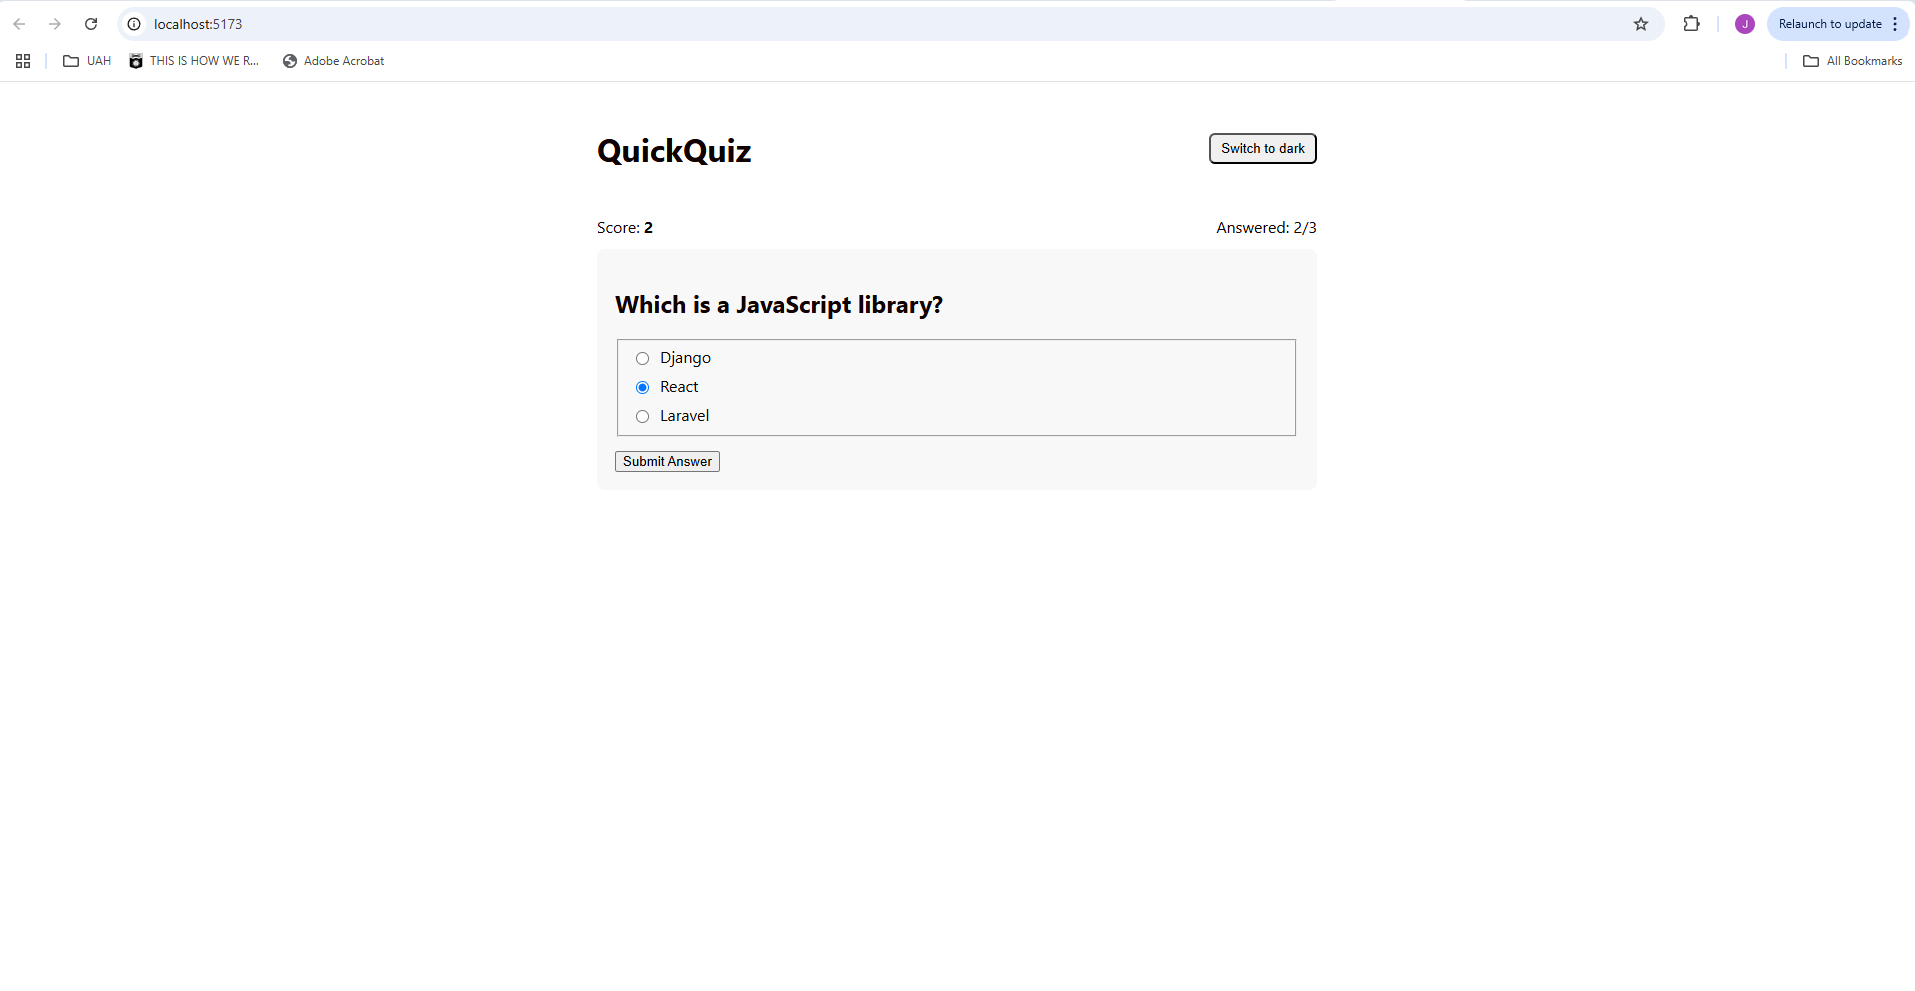 localhost:5173
J
Relaunch to update
UAH
THIS IS HOW WE R...
Adobe Acrobat
All Bookmarks
QuickQuiz
Switch to dark
Score: 2
Answered: 2/3
Which is a JavaScript library?
Django
React
Laravel
Submit Answer